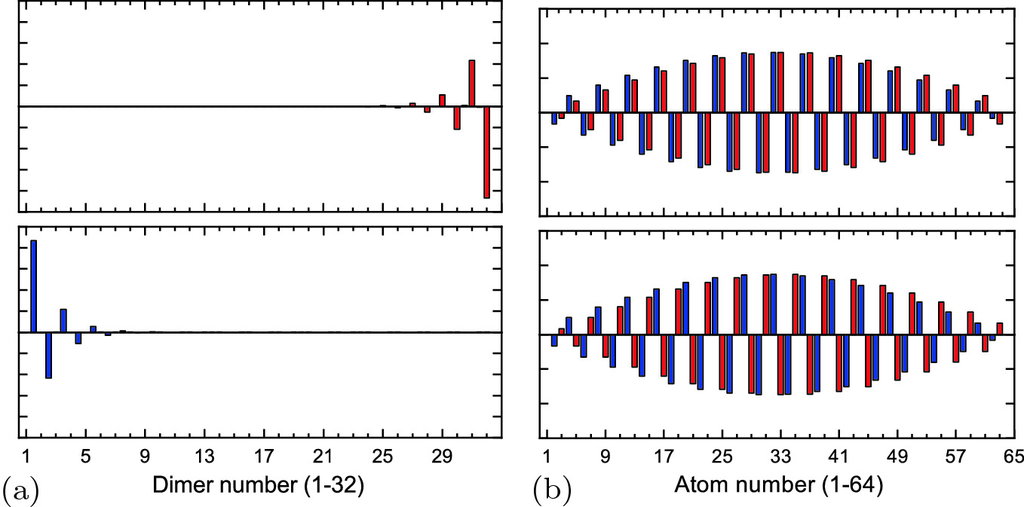 1 5 9 13 17 21 25 29
1 9 17 25 33 41 49 57 65
(a) Dimer number (1-32)
(b) Atom number (1-64)